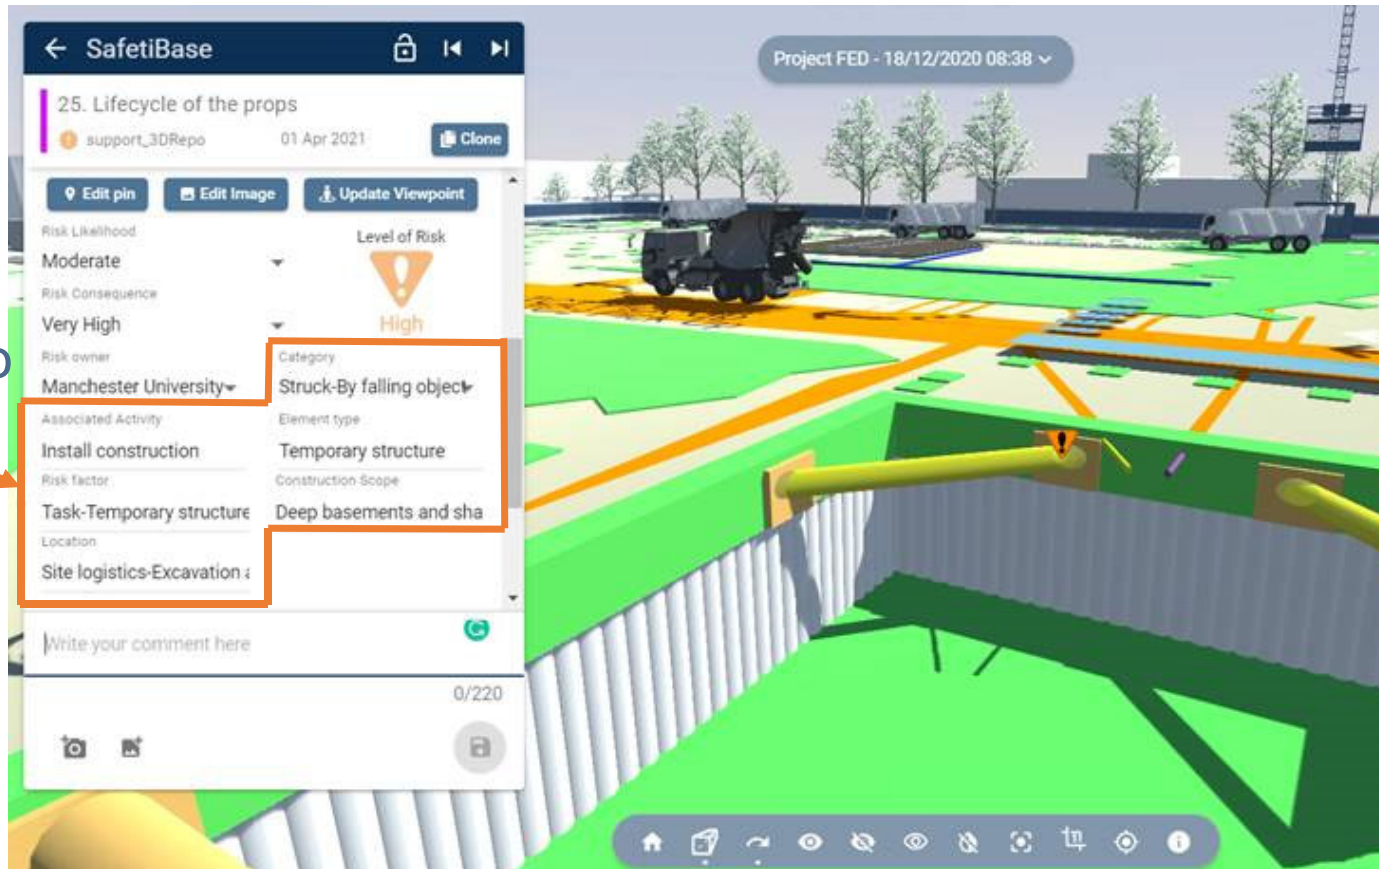 SafetiBase
25. Lifecycle of the props
support_3DRepo 01 Apr 2021 Clone
Edit pin Edit Image Update Viewpoint
Risk Likelihood Level of Risk
Moderate
Risk Consequence
Very High High
Risk owner Category
Manchester University Struck-By falling object
Associated Activity Element type
Install construction Temporary structure
Risk factor Construction Scope
Task-Temporary structure Deep basements and sha
Location
Site logistics-Excavation
Write your comment here
0/220
Project FED - 18/12/2020 08:38